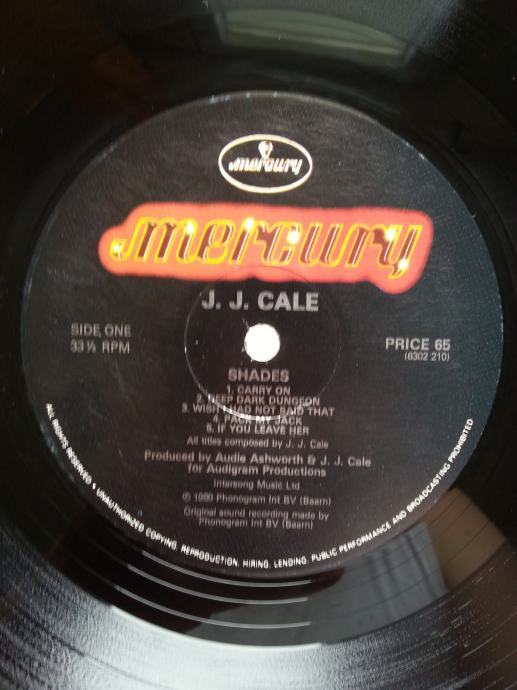 mercury
mercury
J. J. CALE
SIDE ONE
33 ⅓ RPM
PRICE 65
(6302 210)
SHADES
1. CARRY ON
2. DEEP DARK DUNGEON
3. WISH I HAD NOT SAID THAT
4. PACK MY JACK
5. IF YOU LEAVE HER
All titles composed by J. J. Cale
Produced by Audie Ashworth & J. J. Cale
for Audigram Productions
Intersong Music Ltd
℗ 1980 Phonogram Int BV (Baarn)
Original sound recording made by
Phonogram Int BV (Baarn)
ALL RIGHTS RESERVED • UNAUTHORIZED COPYING, REPRODUCTION, HIRING, LENDING, PUBLIC PERFORMANCE AND BROADCASTING PROHIBITED